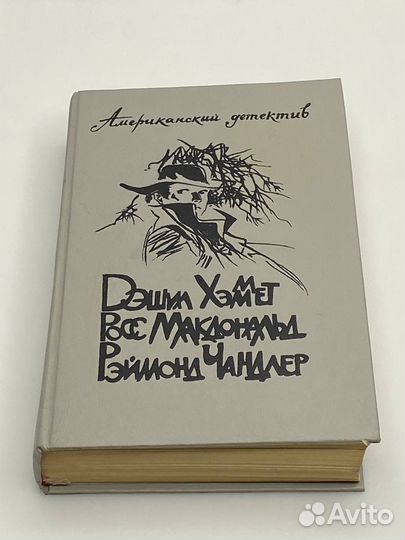 Американский детектив
Дэшил Хэммет
Росс Макдональд
Рэймонд Чандлер
Avito